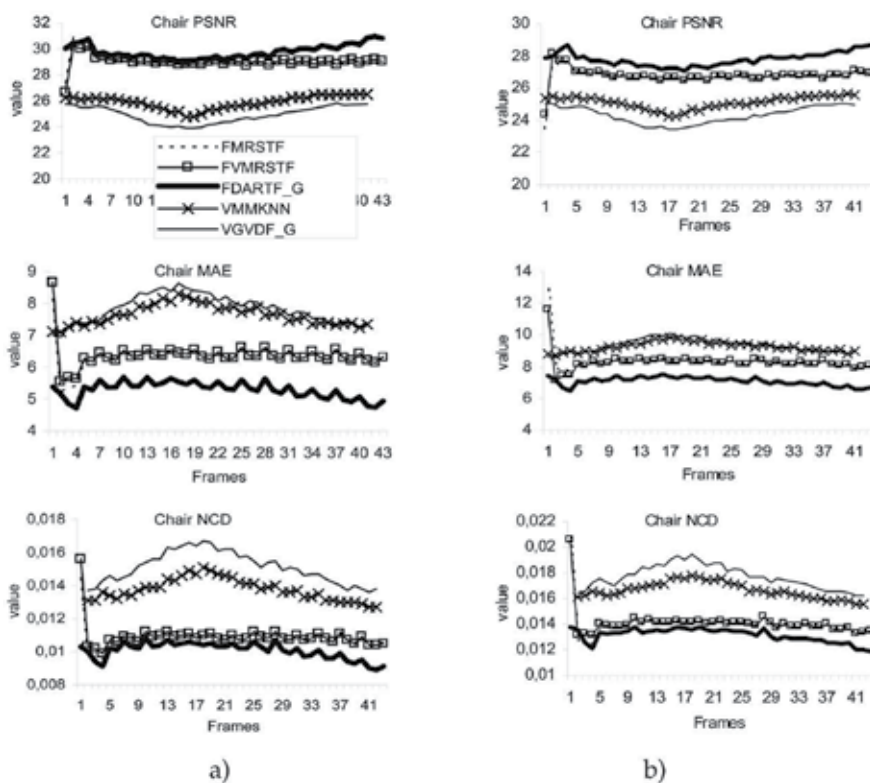 Chair PSNR
32
30
28
26
24
22
20
value
FMRSTF
FVMRSTF
FDARTF_G
VMMKNN
VGVDF_G
1 4 7 10 1 40 43
Chair MAE
9
8
7
6
5
4
value
1 4 7 10 13 16 19 22 25 28 31 34 37 40 43
Frames
Chair NCD
0,018
0,016
0,014
0,012
0,01
0,008
value
1 5 9 13 17 21 25 29 33 37 41
Frames
a)
Chair PSNR
30
28
26
24
22
20
value
1 5 9 13 17 21 25 29 33 37 41
Chair MAE
14
12
10
8
6
4
value
1 5 9 13 17 21 25 29 33 37 41
Frames
Chair NCD
0,022
0,02
0,018
0,016
0,014
0,012
0,01
value
1 5 9 13 17 21 25 29 33 37 41
Frames
b)